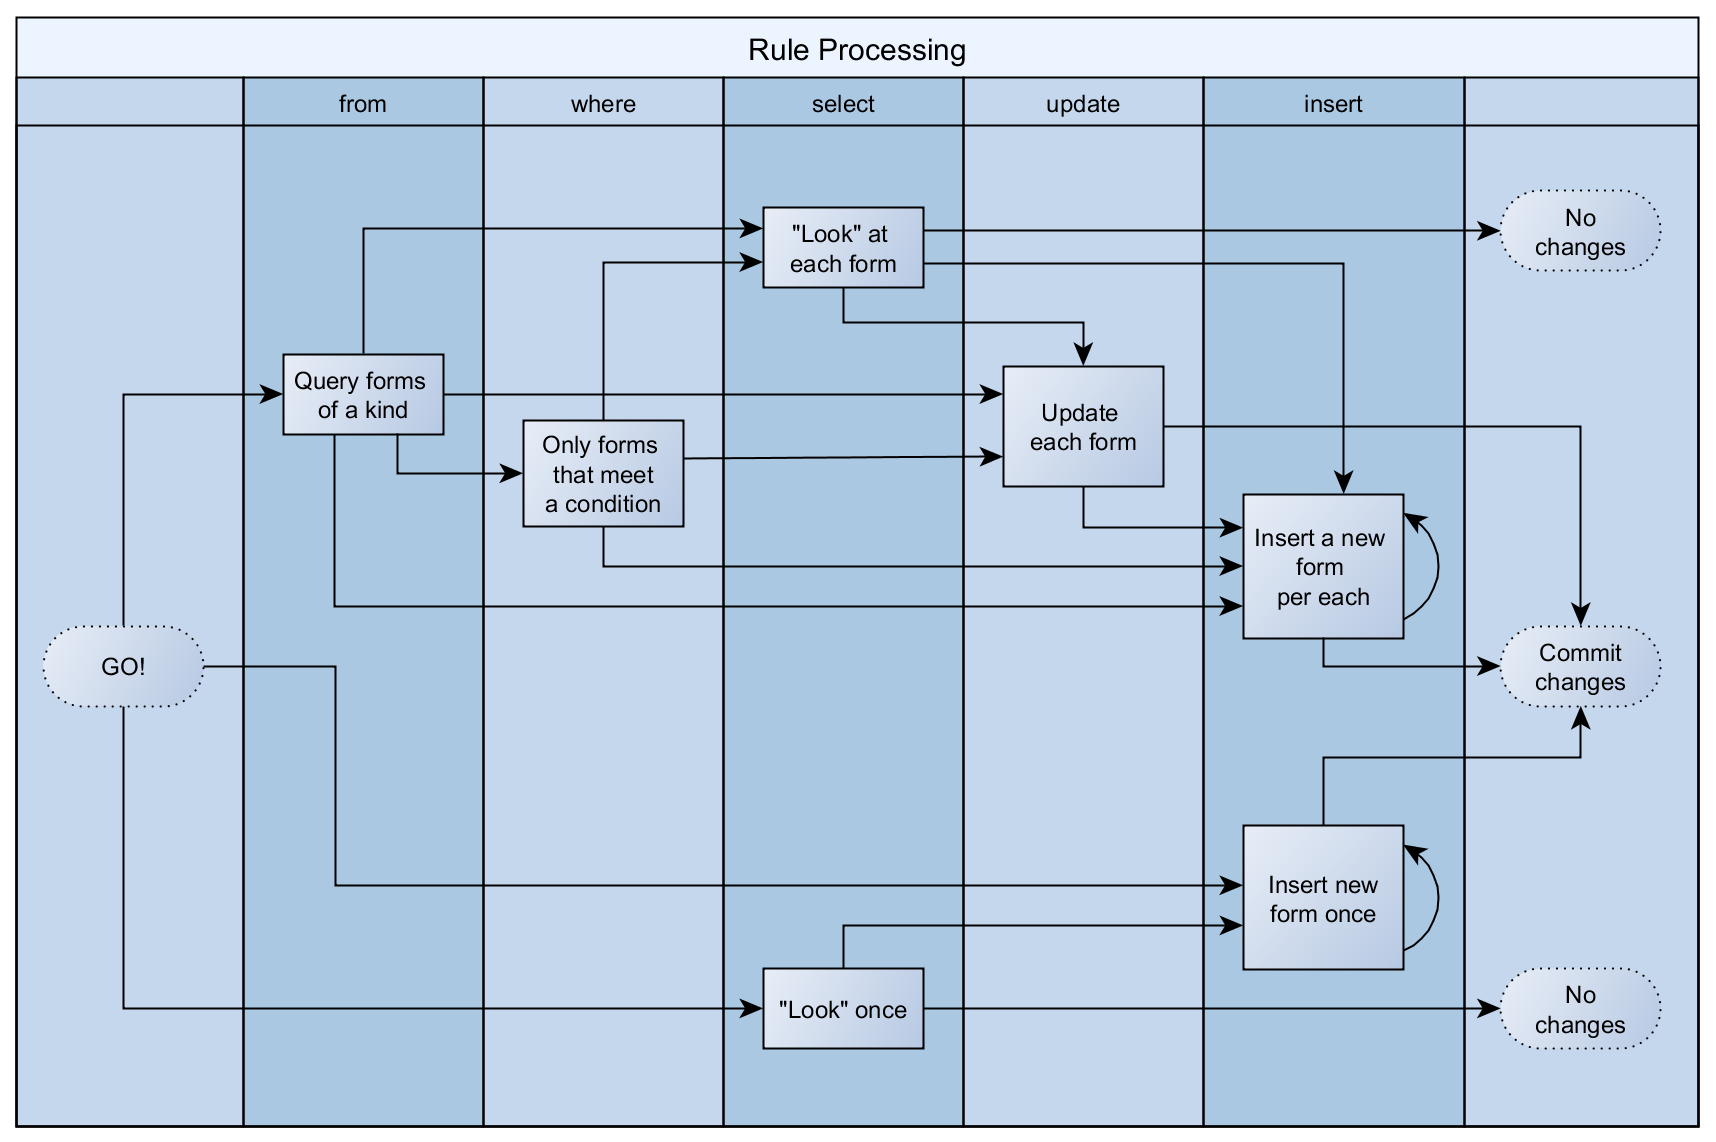 Rule Processing
from
where
select
update
insert
"Look" at
each form
No
changes
Query forms
of a kind
Update
each form
Only forms
that meet
a condition
Insert a new
form
per each
GO!
Commit
changes
Insert new
form once
"Look" once
No
changes